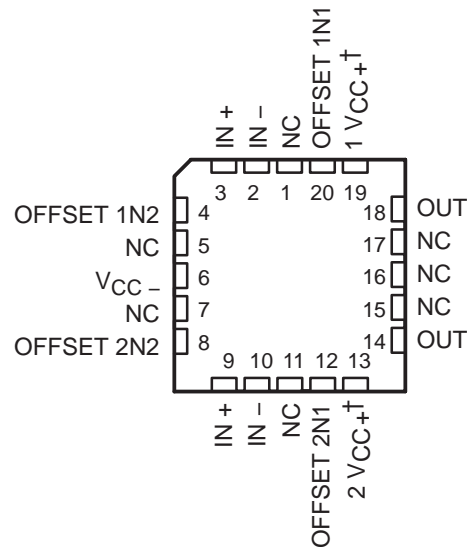 IN +
IN –
NC
OFFSET 1N1
1 VCC+†
3
2
1
20
19
OFFSET 1N2
4
18
OUT
NC
5
17
NC
VCC –
6
16
NC
NC
7
15
NC
OFFSET 2N2
8
14
OUT
9
10
11
12
13
IN +
IN –
NC
OFFSET 2N1
2 VCC+†